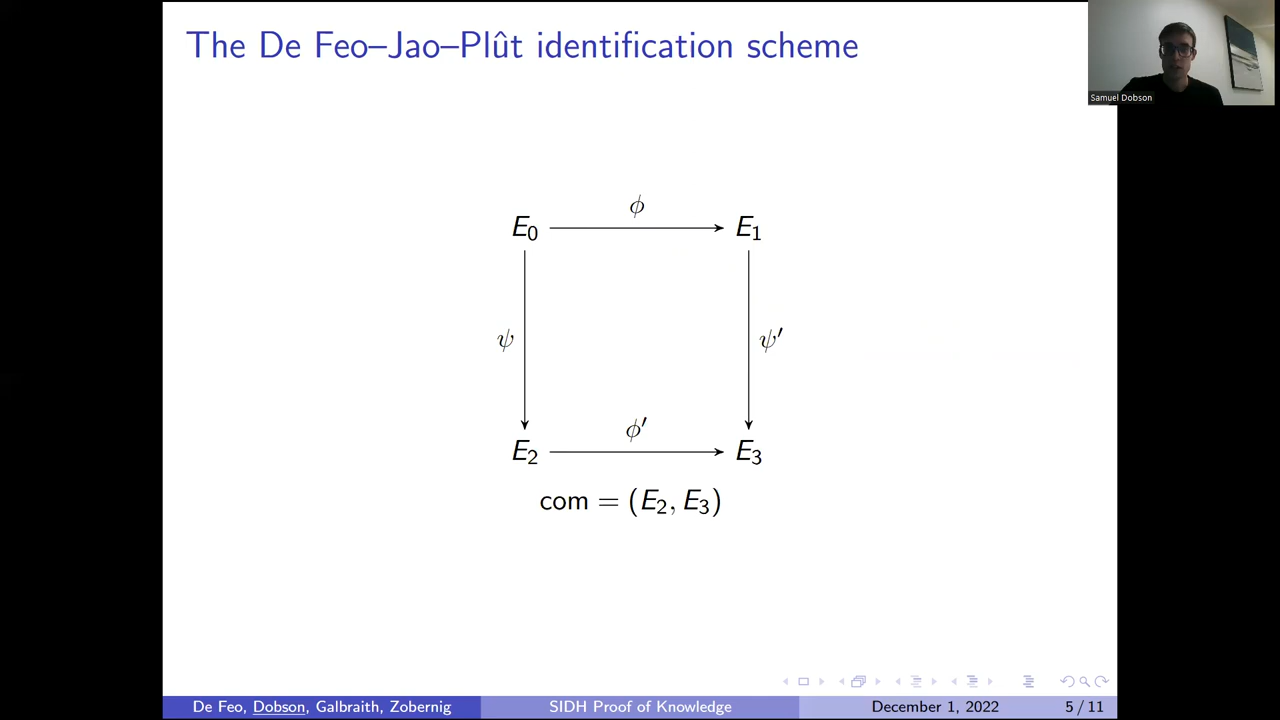 The De Feo–Jao–Plût identification scheme
Samuel Dobson
ϕ
E₀ E₁
ψ ψ′
ϕ′
E₂ E₃
com = (E₂, E₃)
De Feo, Dobson, Galbraith, Zobernig SIDH Proof of Knowledge December 1, 2022 5 / 11